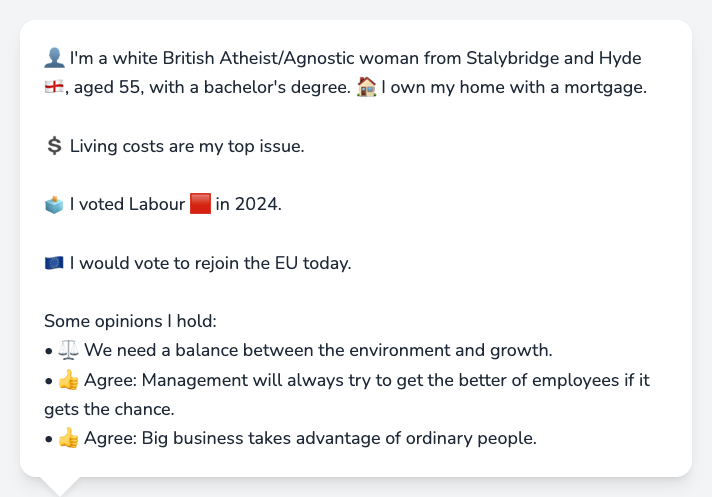 👤 I'm a white British Atheist/Agnostic woman from Stalybridge and Hyde
🏴󠁧󠁢󠁥󠁮󠁧󠁿, aged 55, with a bachelor's degree. 🏠 I own my home with a mortgage.
💲 Living costs are my top issue.
🗳️ I voted Labour 🟥 in 2024.
🇪🇺 I would vote to rejoin the EU today.
Some opinions I hold:
• ⚖️ We need a balance between the environment and growth.
• 👍 Agree: Management will always try to get the better of employees if it
gets the chance.
• 👍 Agree: Big business takes advantage of ordinary people.